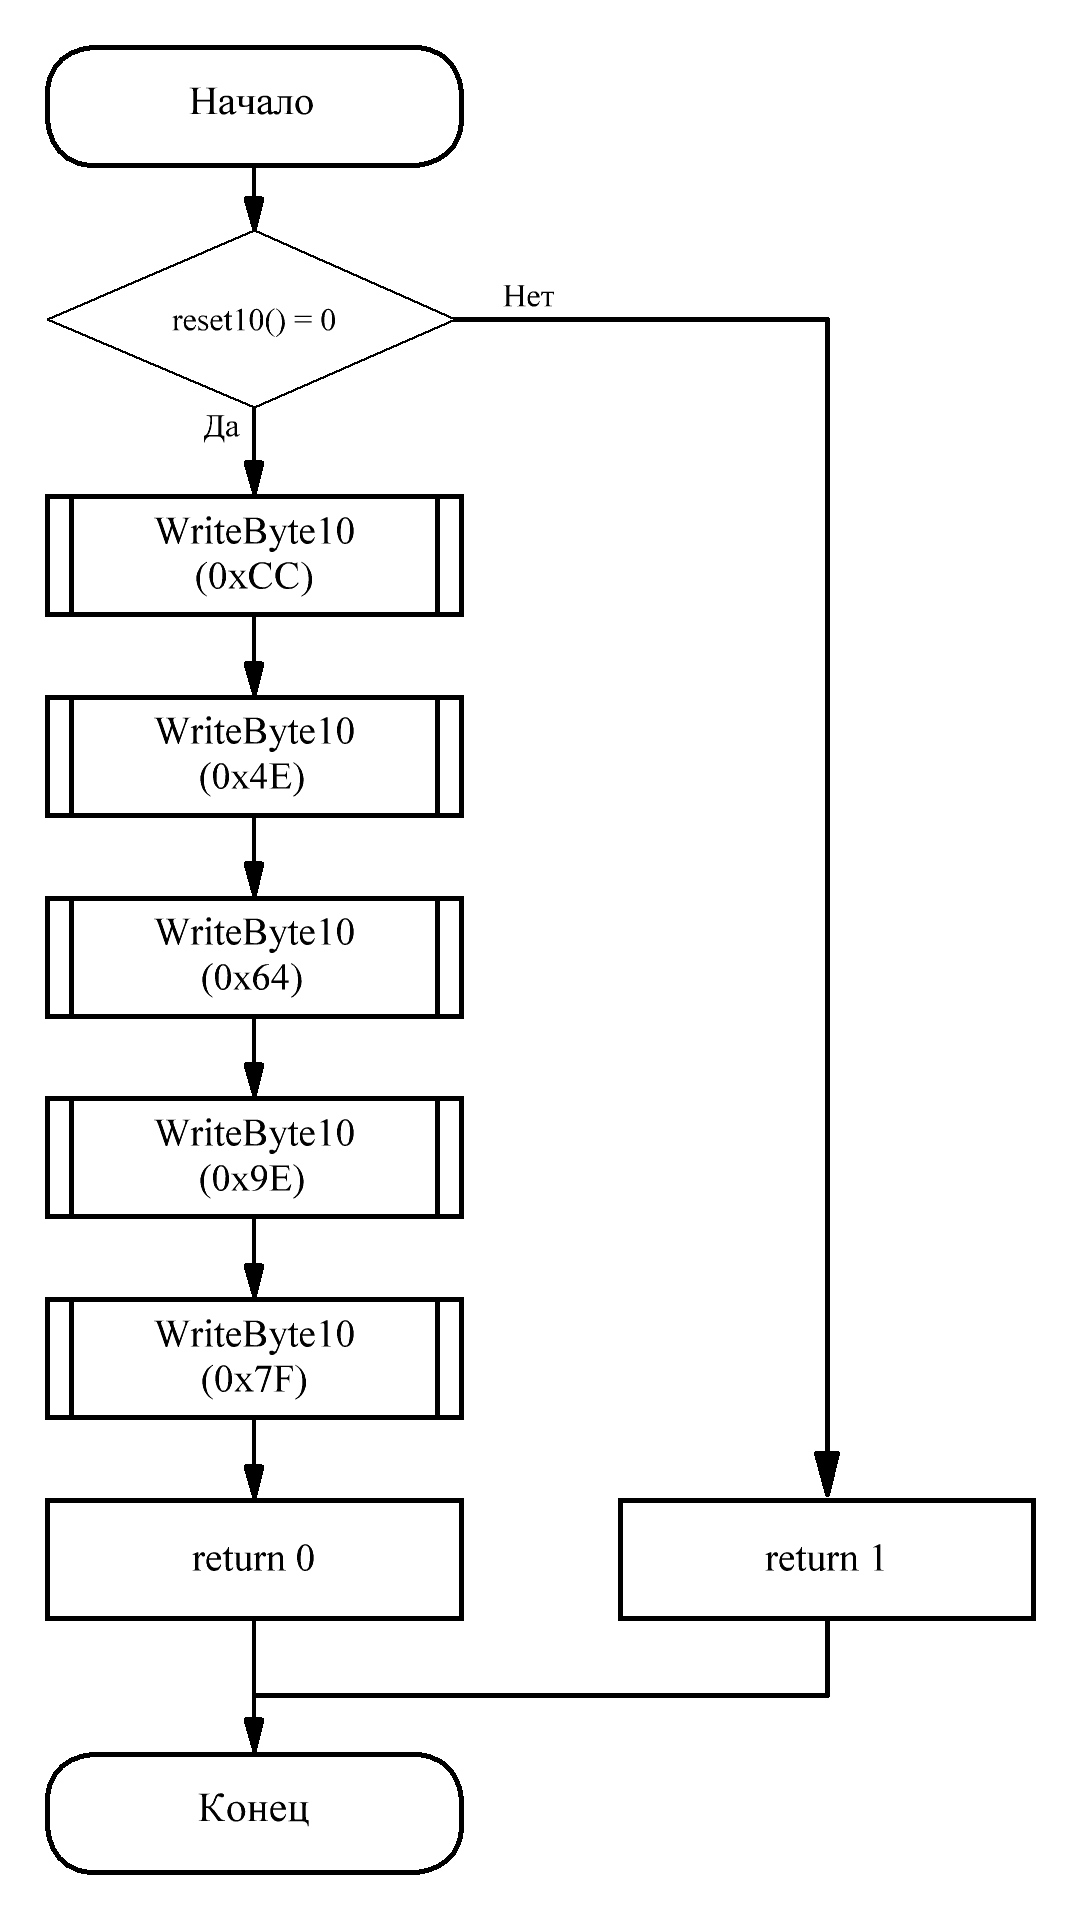 Начало
reset10() = 0
Нет
Да
WriteByte10
(0xCC)
WriteByte10
(0x4E)
WriteByte10
(0x64)
WriteByte10
(0x9E)
WriteByte10
(0x7F)
return 0
return 1
Конец